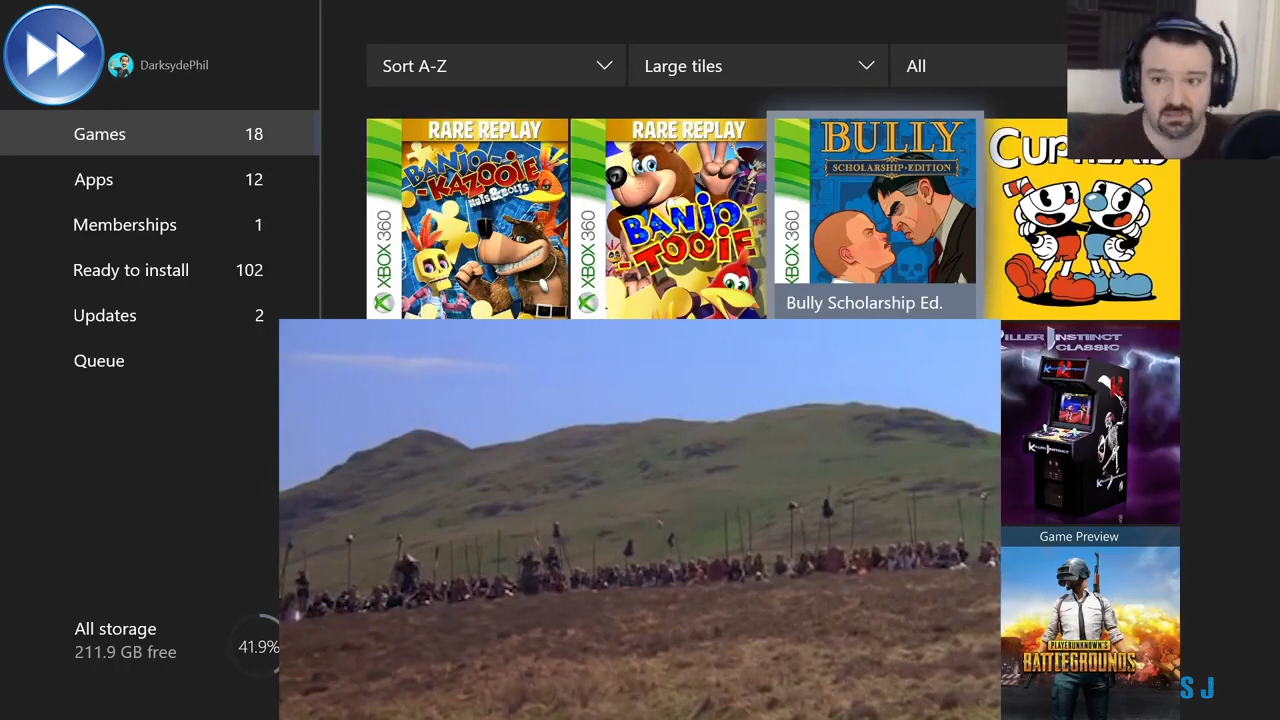 DarksydePhil
Sort A-Z
Large tiles
All
Games 18
Apps 12
Memberships 1
Ready to install 102
Updates 2
Queue
All storage
211.9 GB free
41.9%
RARE REPLAY
BANJO
-KAZOOIE
NUTS & BOLTS
XBOX 360
RARE REPLAY
BANJO
TOOIE
XBOX 360
BULLY
SCHOLARSHIP EDITION
XBOX 360
Bully Scholarship Ed.
CUPHEAD
KILLER INSTINCT
CLASSIC
KILLER INSTINCT
Game Preview
PLAYERUNKNOWN'S
BATTLEGROUNDS
S J